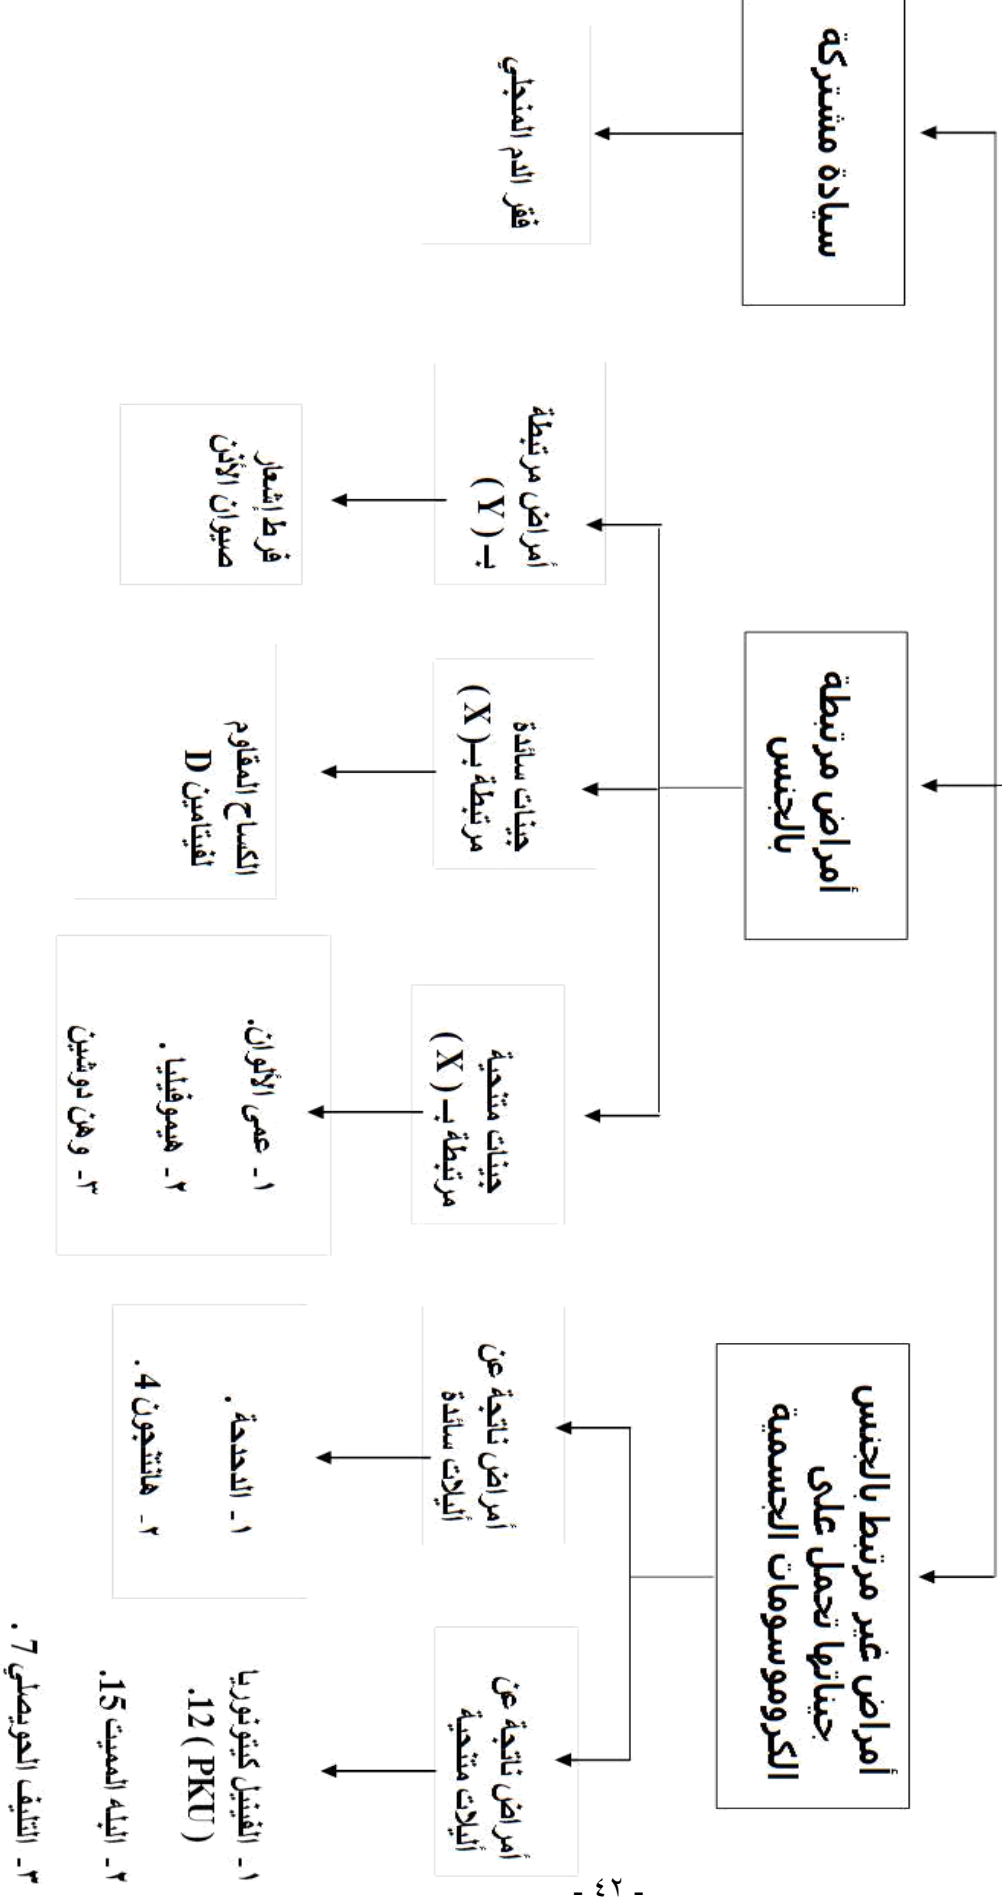 أمراض غير مرتبط بالجنس
جيناتها تحمل على
الكروموسومات الجسمية
أمراض مرتبطة
بالجنس
سيادة مشتركة
أمراض ناتجة عن
أليلات متنحية
أمراض ناتجة عن
أليلات سائدة
جينات متنحية
مرتبطة بـ ( X )
جينات سائدة
مرتبطة بـ( X )
أمراض مرتبطة
بـ ( Y )
فقر الدم المنجلي
١- الفينيل كيتونوريا
( PKU ) 12.
٢- البله المميت 15.
٣- التليف الحويصلي 7 .
١- الدحدحة .
٢- هانتتجون 4 .
١- عمى الألوان.
٢- هيموفيليا .
٣- وهن دوشين
الكساح المقاوم
لفيتامين D
فرط إشعار
صيوان الأذن
- ٤٢ -